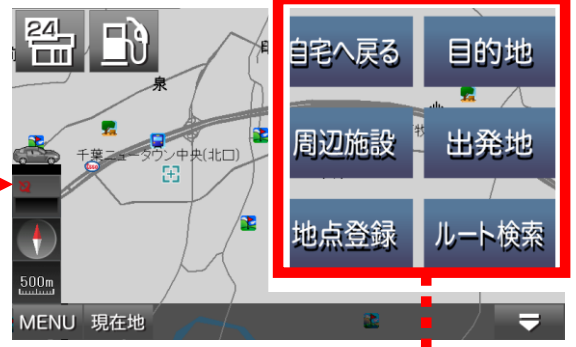 24
自宅へ戻る 目的地
泉
周辺施設 出発地
千葉ニュータウン中央(北口)
Esso
地点登録 ルート検索
500m
MENU 現在地